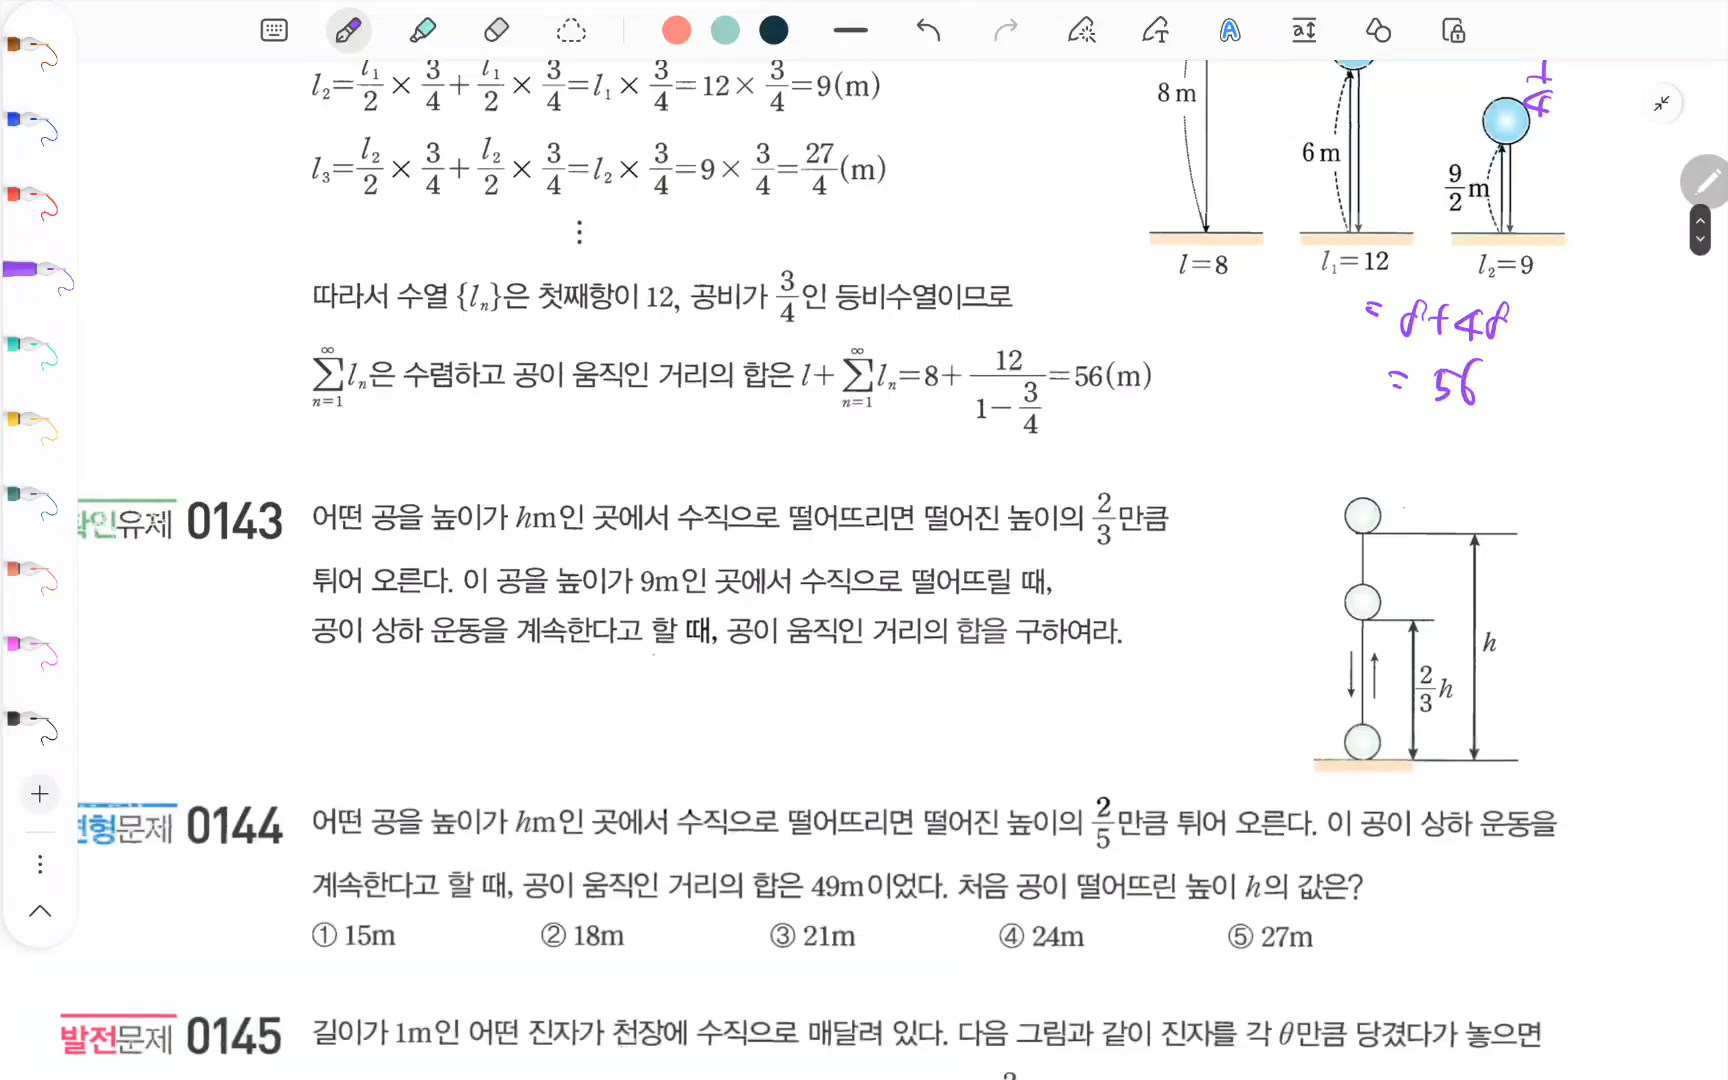 l₂=l₁/2 × 3/4 + l₁/2 × 3/4 =l₁ × 3/4 =12 × 3/4 =9(m)
l₃=l₂/2 × 3/4 + l₂/2 × 3/4 =l₂ × 3/4 =9 × 3/4 =27/4 (m)
⋮
따라서 수열 {lₙ}은 첫째항이 12, 공비가 3/4인 등비수열이므로
∞∑n=1 lₙ은 수렴하고 공이 움직인 거리의 합은 l+ ∞∑n=1 lₙ=8+ 12/(1−3/4) =56(m)
8 m
6 m
9/2 m
l=8
l₁=12
l₂=9
= 8+48
= 56
확인유제 0143 어떤 공을 높이가 hm인 곳에서 수직으로 떨어뜨리면 떨어진 높이의 2/3만큼
튀어 오른다. 이 공을 높이가 9m인 곳에서 수직으로 떨어뜨릴 때,
공이 상하 운동을 계속한다고 할 때, 공이 움직인 거리의 합을 구하여라.
h
2/3 h
변형문제 0144 어떤 공을 높이가 hm인 곳에서 수직으로 떨어뜨리면 떨어진 높이의 2/5만큼 튀어 오른다. 이 공이 상하 운동을
계속한다고 할 때, 공이 움직인 거리의 합은 49m이었다. 처음 공이 떨어뜨린 높이 h의 값은?
① 15m ② 18m ③ 21m ④ 24m ⑤ 27m
발전문제 0145 길이가 1m인 어떤 진자가 천장에 수직으로 매달려 있다. 다음 그림과 같이 진자를 각 θ만큼 당겼다가 놓으면